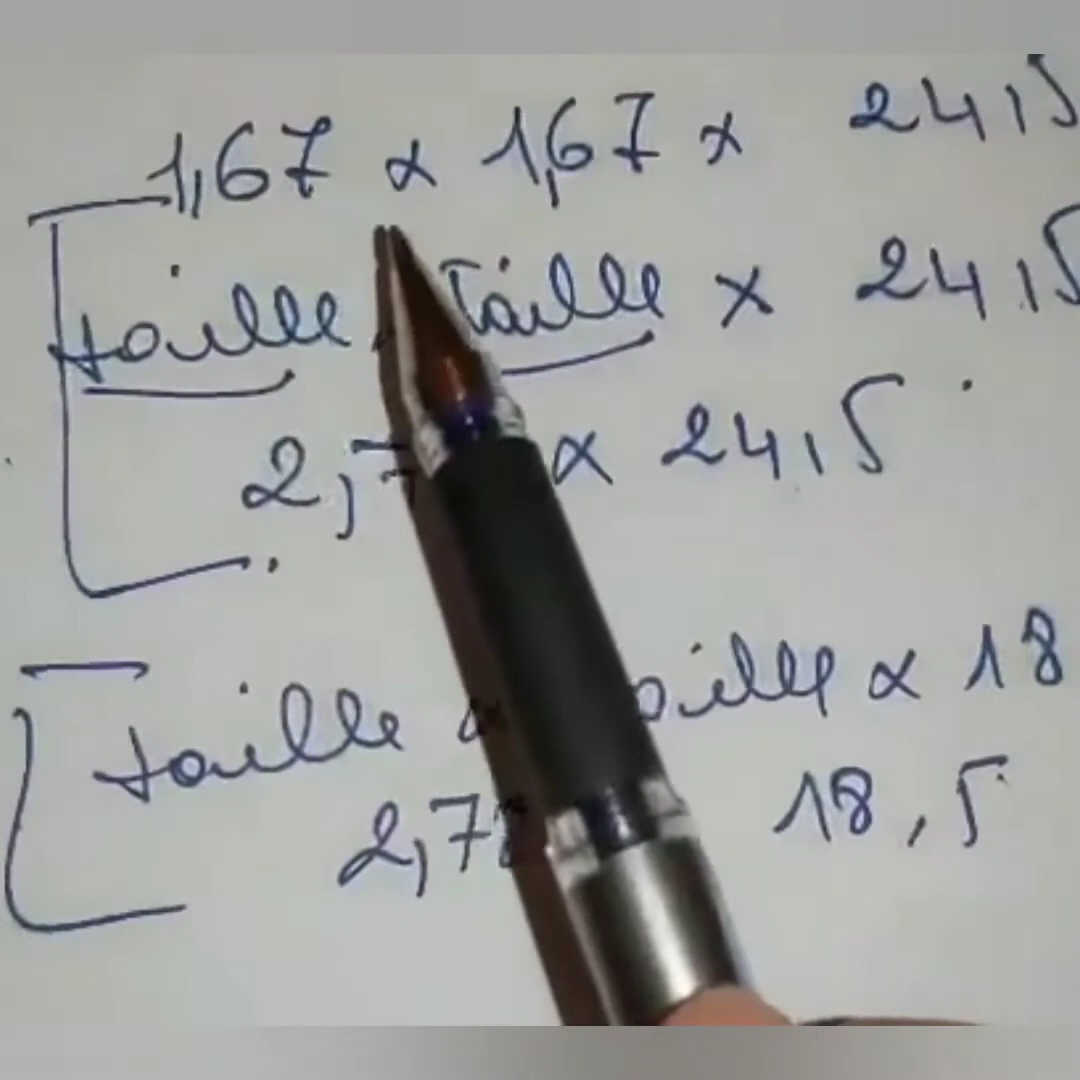 1,67 x 1,67 x 24,5
taille Taille x 24,5
2,7 x 24,5
taille x taille x 18
2,7 18,5